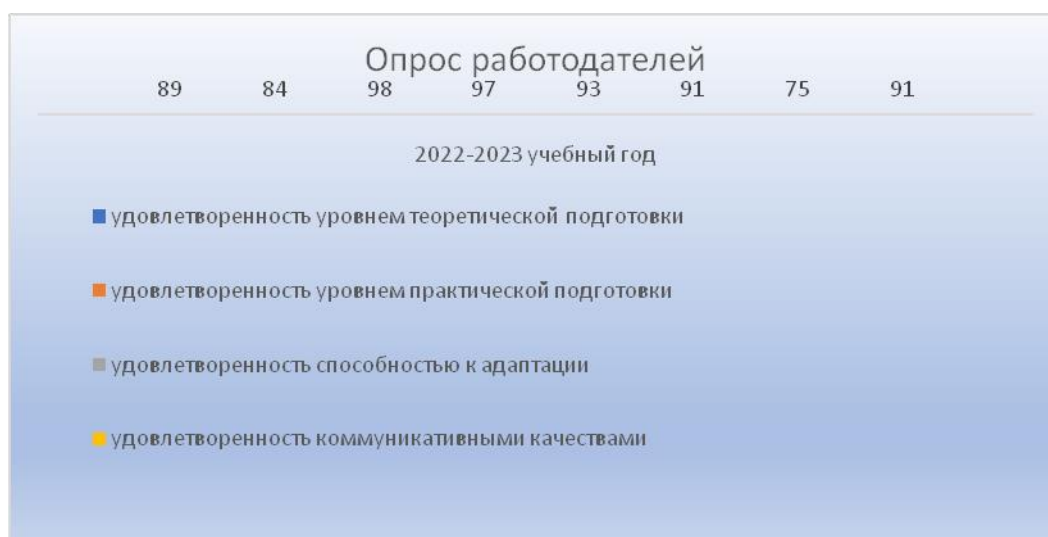 Опрос работодателей
89 84 98 97 93 91 75 91
2022-2023 учебный год
удовлетворенность уровнем теоретической подготовки
удовлетворенность уровнем практической подготовки
удовлетворенность способностью к адаптации
удовлетворенность коммуникативными качествами